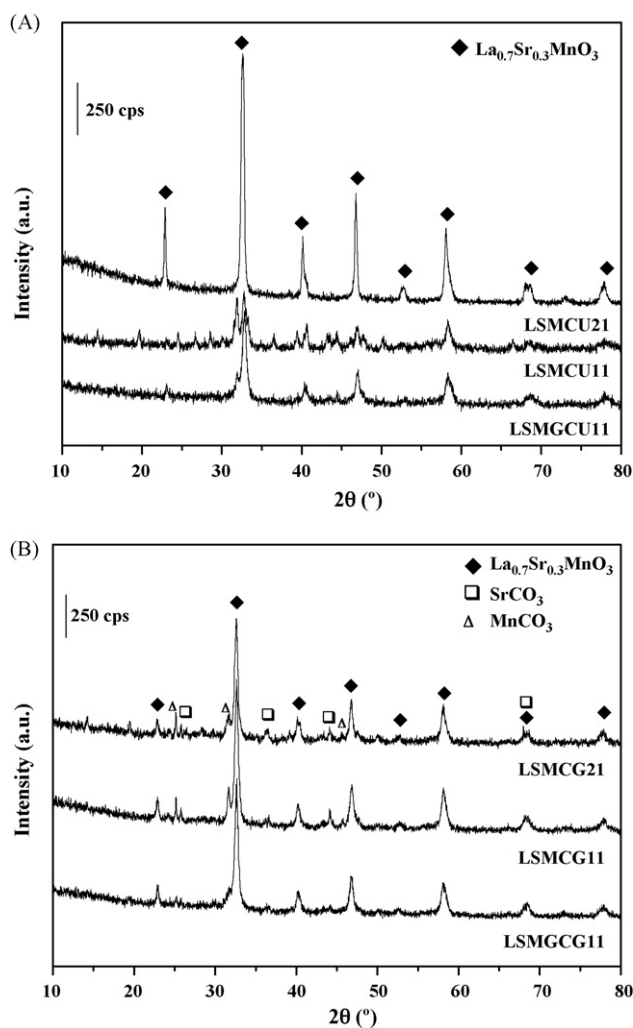 (A)
◆ La₀.₇Sr₀.₃MnO₃
250 cps
Intensity (a.u.)
LSMCU21
LSMCU11
LSMGCU11
10 20 30 40 50 60 70 80
2θ (º)
(B)
◆ La₀.₇Sr₀.₃MnO₃
□ SrCO₃
Δ MnCO₃
250 cps
Intensity (a.u.)
LSMCG21
LSMCG11
LSMGCG11
10 20 30 40 50 60 70 80
2θ (º)